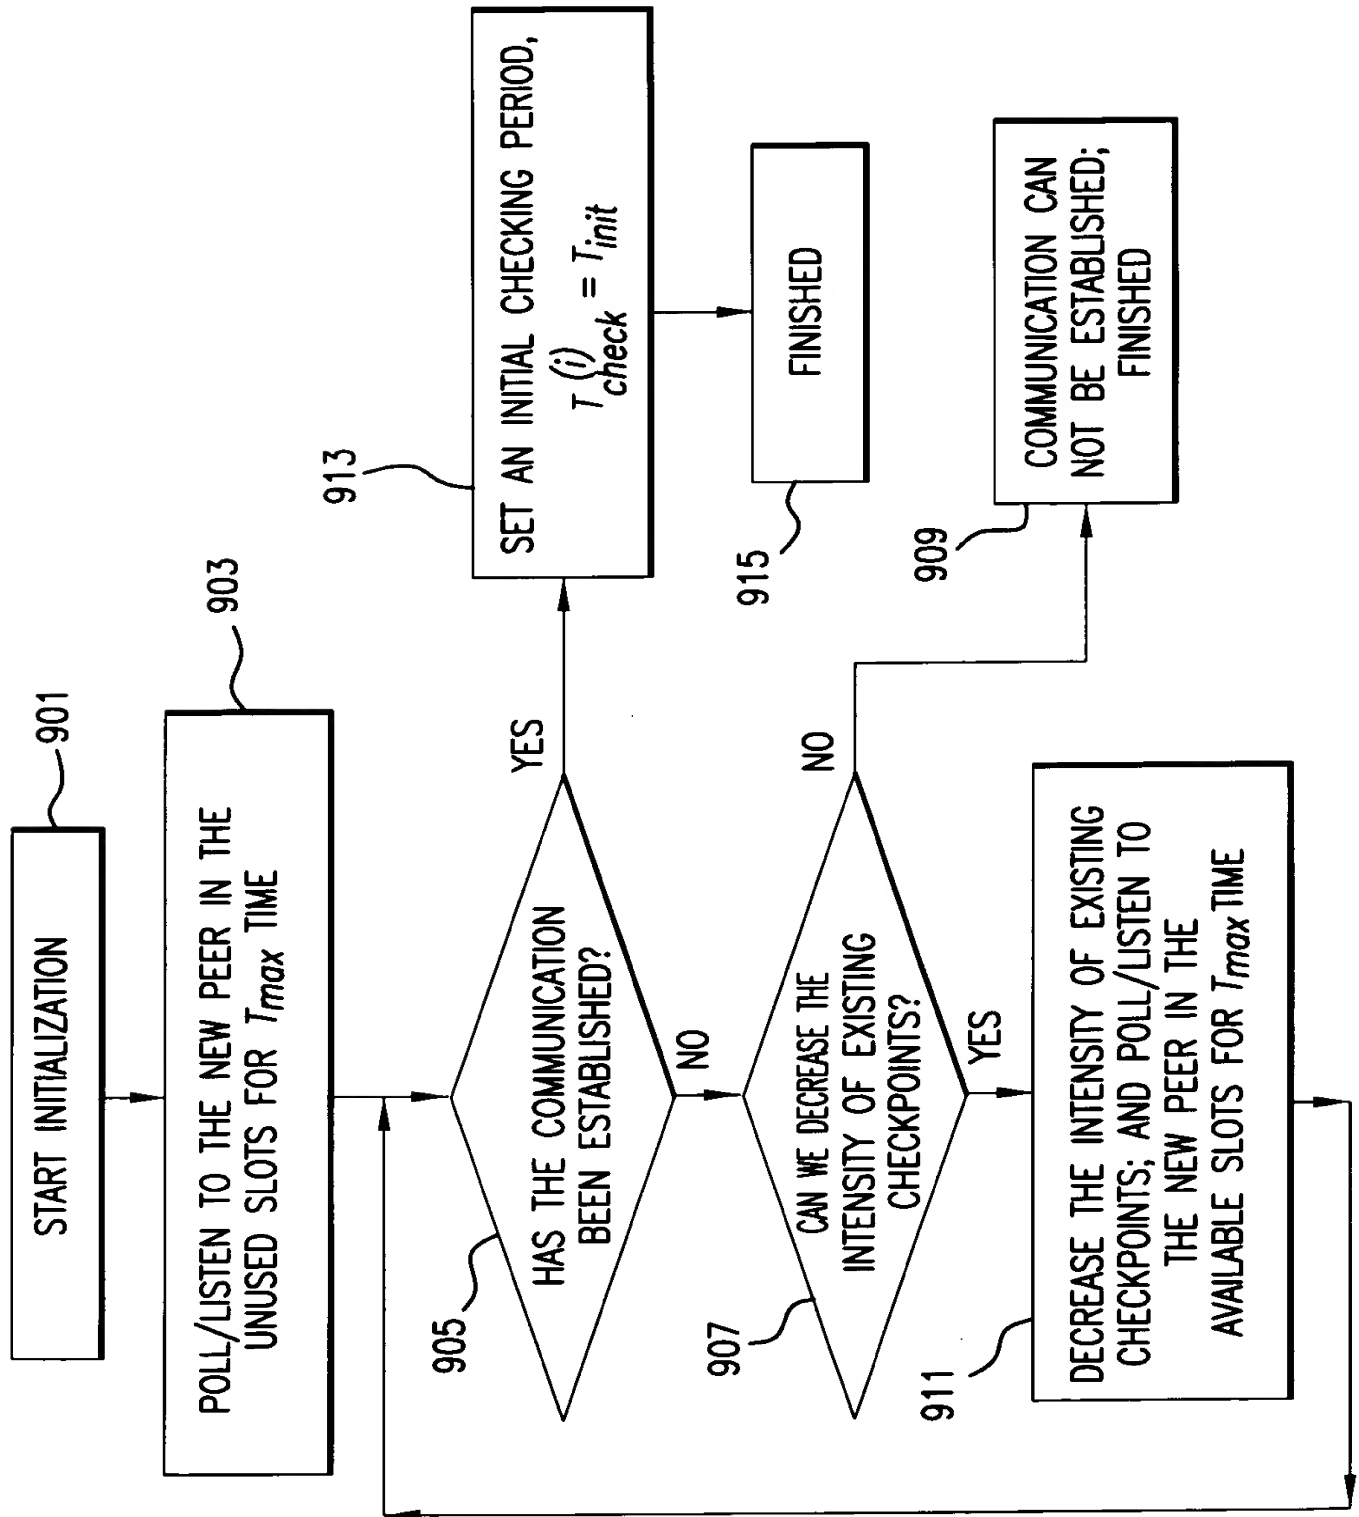 START INITIALIZATION
901
POLL/LISTEN TO THE NEW PEER IN THE
UNUSED SLOTS FOR Tmax TIME
903
HAS THE COMMUNICATION
BEEN ESTABLISHED?
905
YES
NO
SET AN INITIAL CHECKING PERIOD,
T(i)check = Tinit
913
FINISHED
915
CAN WE DECREASE THE
INTENSITY OF EXISTING
CHECKPOINTS?
907
NO
YES
COMMUNICATION CAN
NOT BE ESTABLISHED;
FINISHED
909
DECREASE THE INTENSITY OF EXISTING
CHECKPOINTS; AND POLL/LISTEN TO
THE NEW PEER IN THE
AVAILABLE SLOTS FOR Tmax TIME
911